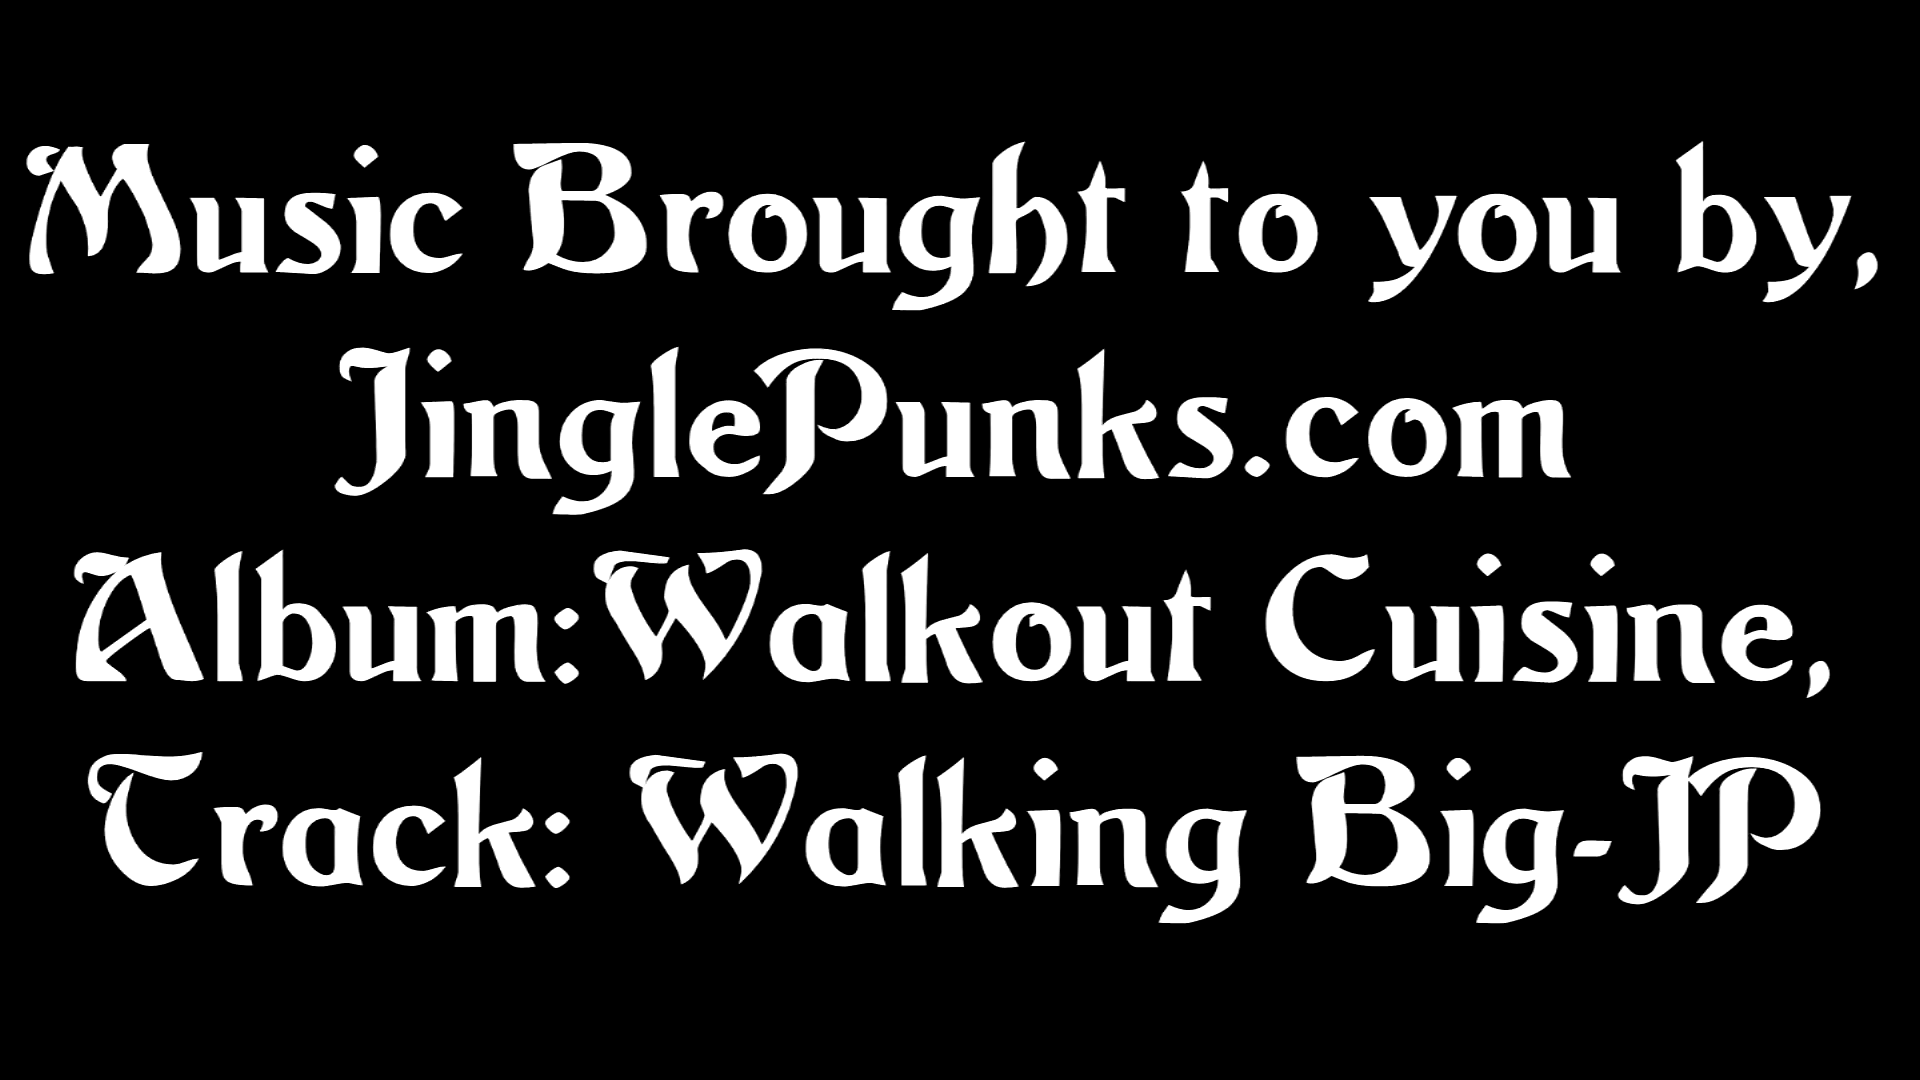 Music Brought to you by,
JinglePunks.com
Album:Walkout Cuisine,
Track: Walking Big-JP